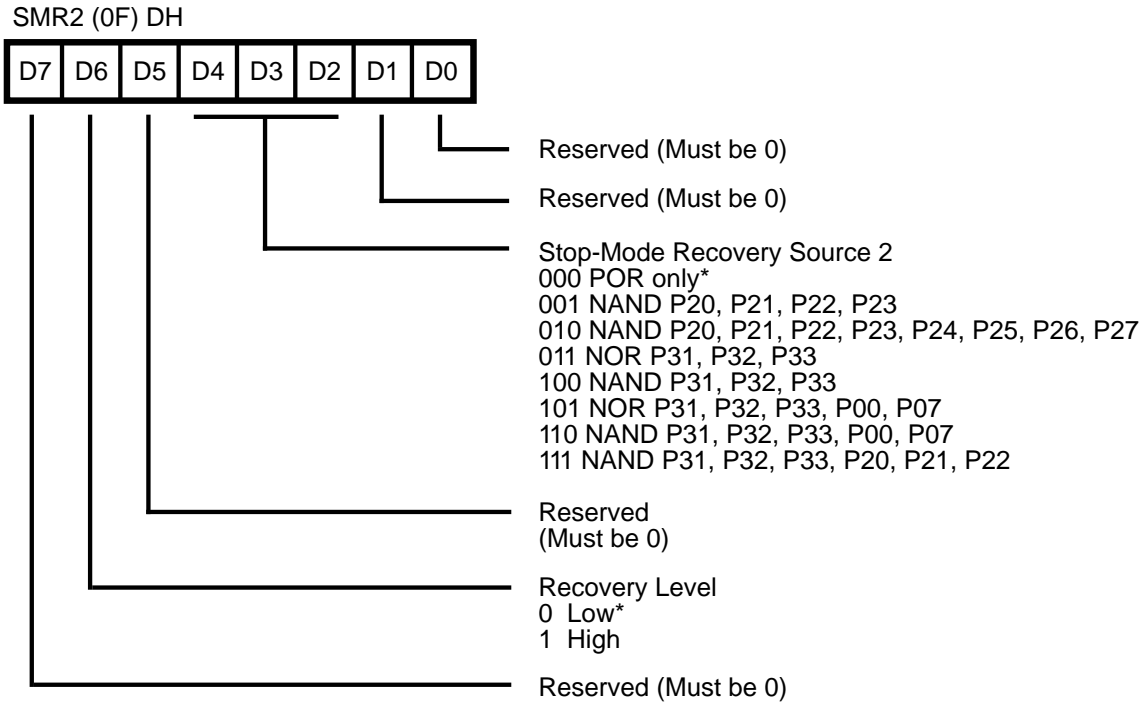 SMR2 (0F) DH
D7 D6 D5 D4 D3 D2 D1 D0
Reserved (Must be 0)
Reserved (Must be 0)
Stop-Mode Recovery Source 2
000 POR only*
001 NAND P20, P21, P22, P23
010 NAND P20, P21, P22, P23, P24, P25, P26, P27
011 NOR P31, P32, P33
100 NAND P31, P32, P33
101 NOR P31, P32, P33, P00, P07
110 NAND P31, P32, P33, P00, P07
111 NAND P31, P32, P33, P20, P21, P22
Reserved
(Must be 0)
Recovery Level
0 Low*
1 High
Reserved (Must be 0)